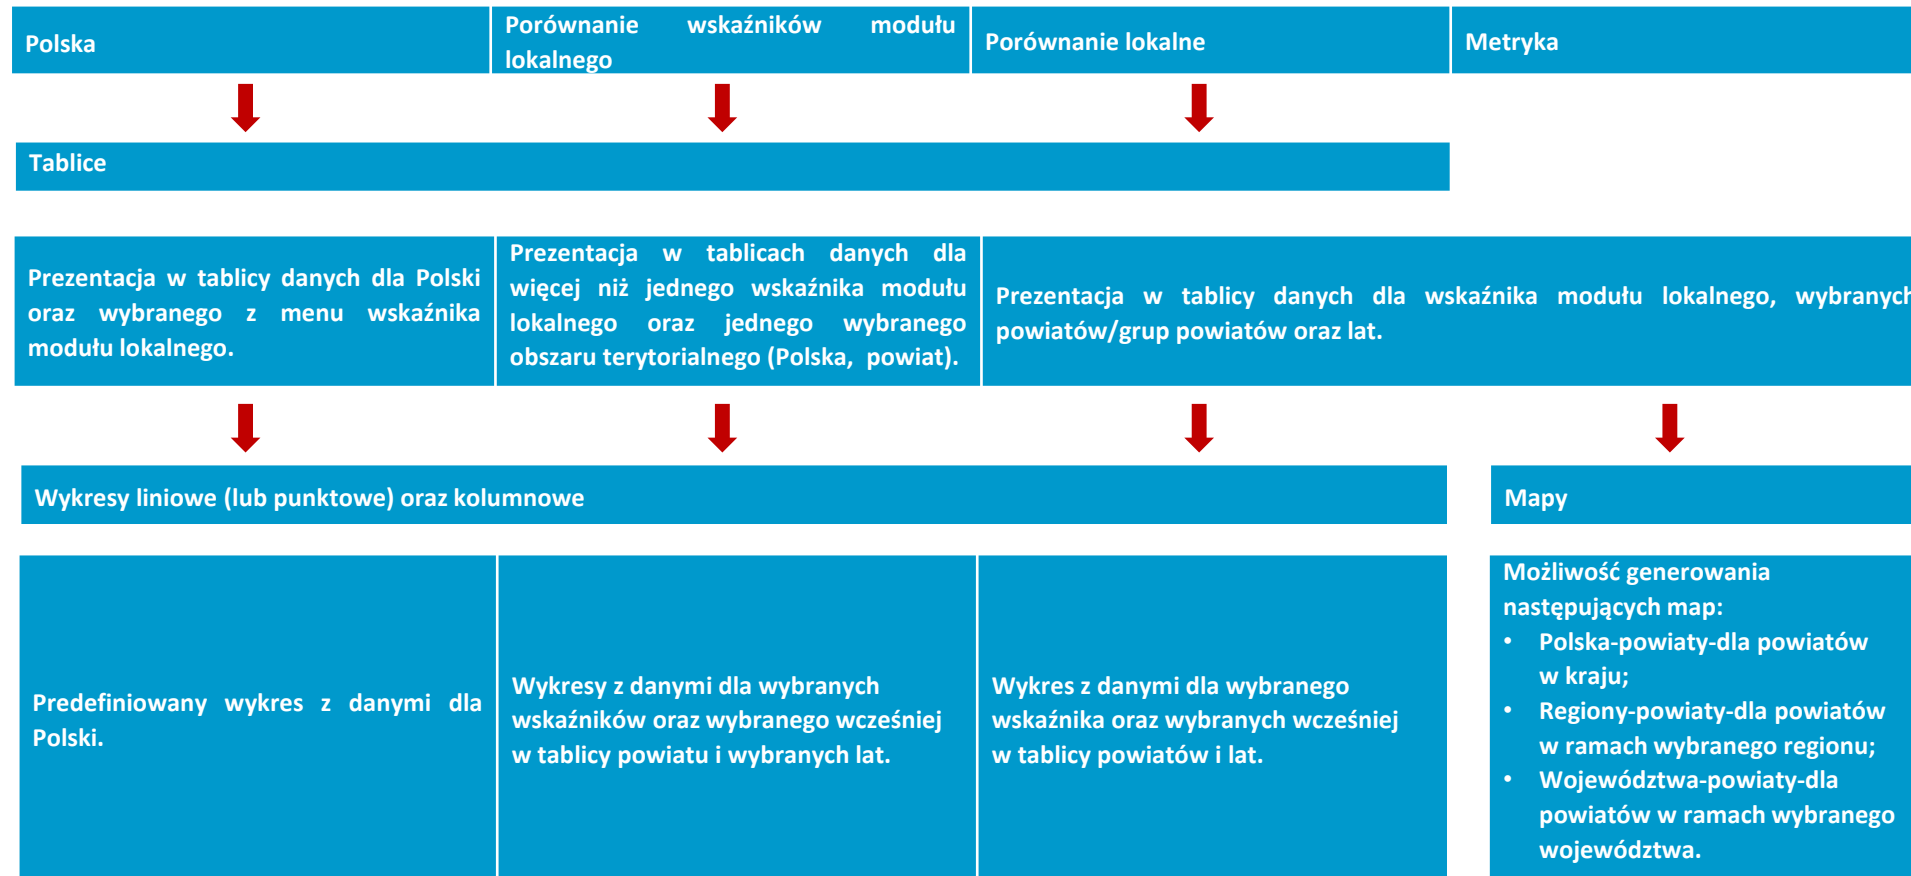 Polska
Porównanie wskaźników modułu
lokalnego
Porównanie lokalne
Metryka
Tablice
Prezentacja w tablicy danych dla Polski
oraz wybranego z menu wskaźnika
modułu lokalnego.
Prezentacja w tablicach danych dla
więcej niż jednego wskaźnika modułu
lokalnego oraz jednego wybranego
obszaru terytorialnego (Polska, powiat).
Prezentacja w tablicy danych dla wskaźnika modułu lokalnego, wybranych
powiatów/grup powiatów oraz lat.
Wykresy liniowe (lub punktowe) oraz kolumnowe
Mapy
Predefiniowany wykres z danymi dla
Polski.
Wykresy z danymi dla wybranych
wskaźników oraz wybranego wcześniej
w tablicy powiatu i wybranych lat.
Wykres z danymi dla wybranego
wskaźnika oraz wybranych wcześniej
w tablicy powiatów i lat.
Możliwość generowania
następujących map:
• Polska-powiaty-dla powiatów
w kraju;
• Regiony-powiaty-dla powiatów
w ramach wybranego regionu;
• Województwa-powiaty-dla
powiatów w ramach wybranego
województwa.